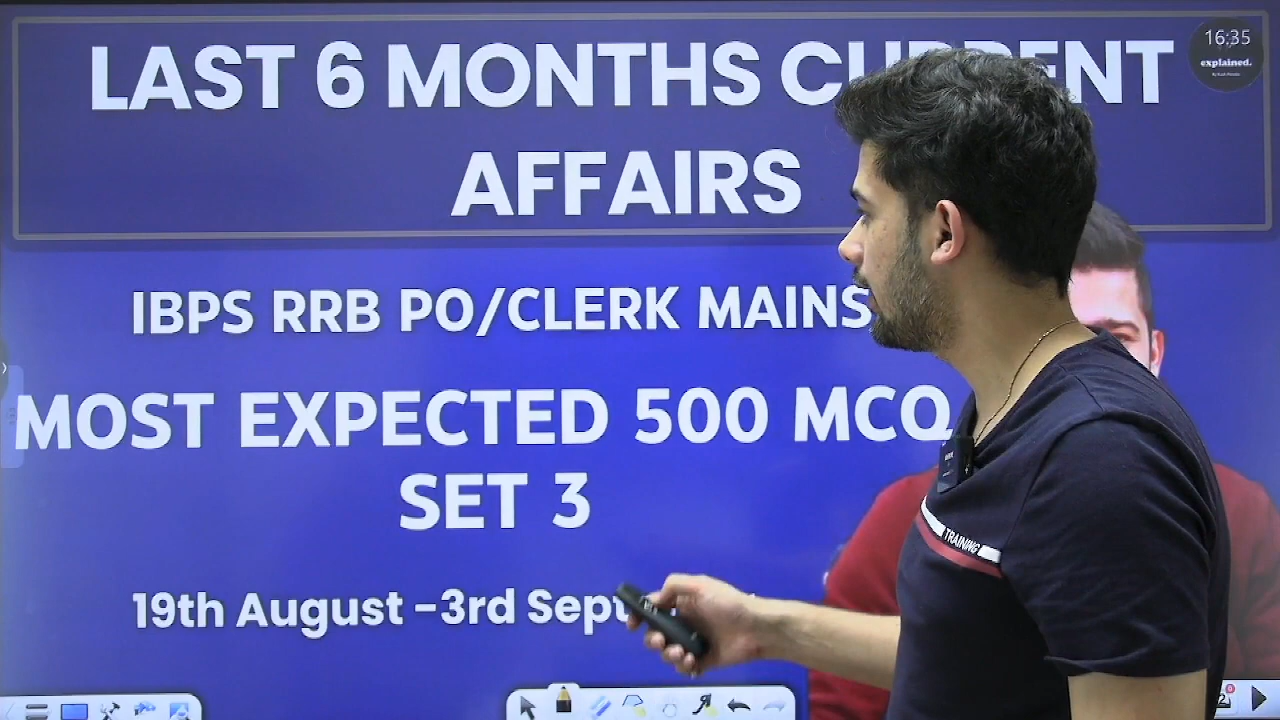 LAST 6 MONTHS
AFFAIRS
IBPS RRB PO/CLERK MAINS
MOST EXPECTED 500 MCQ
SET 3
19th August -3rd
16:35
explained.
TRAINING